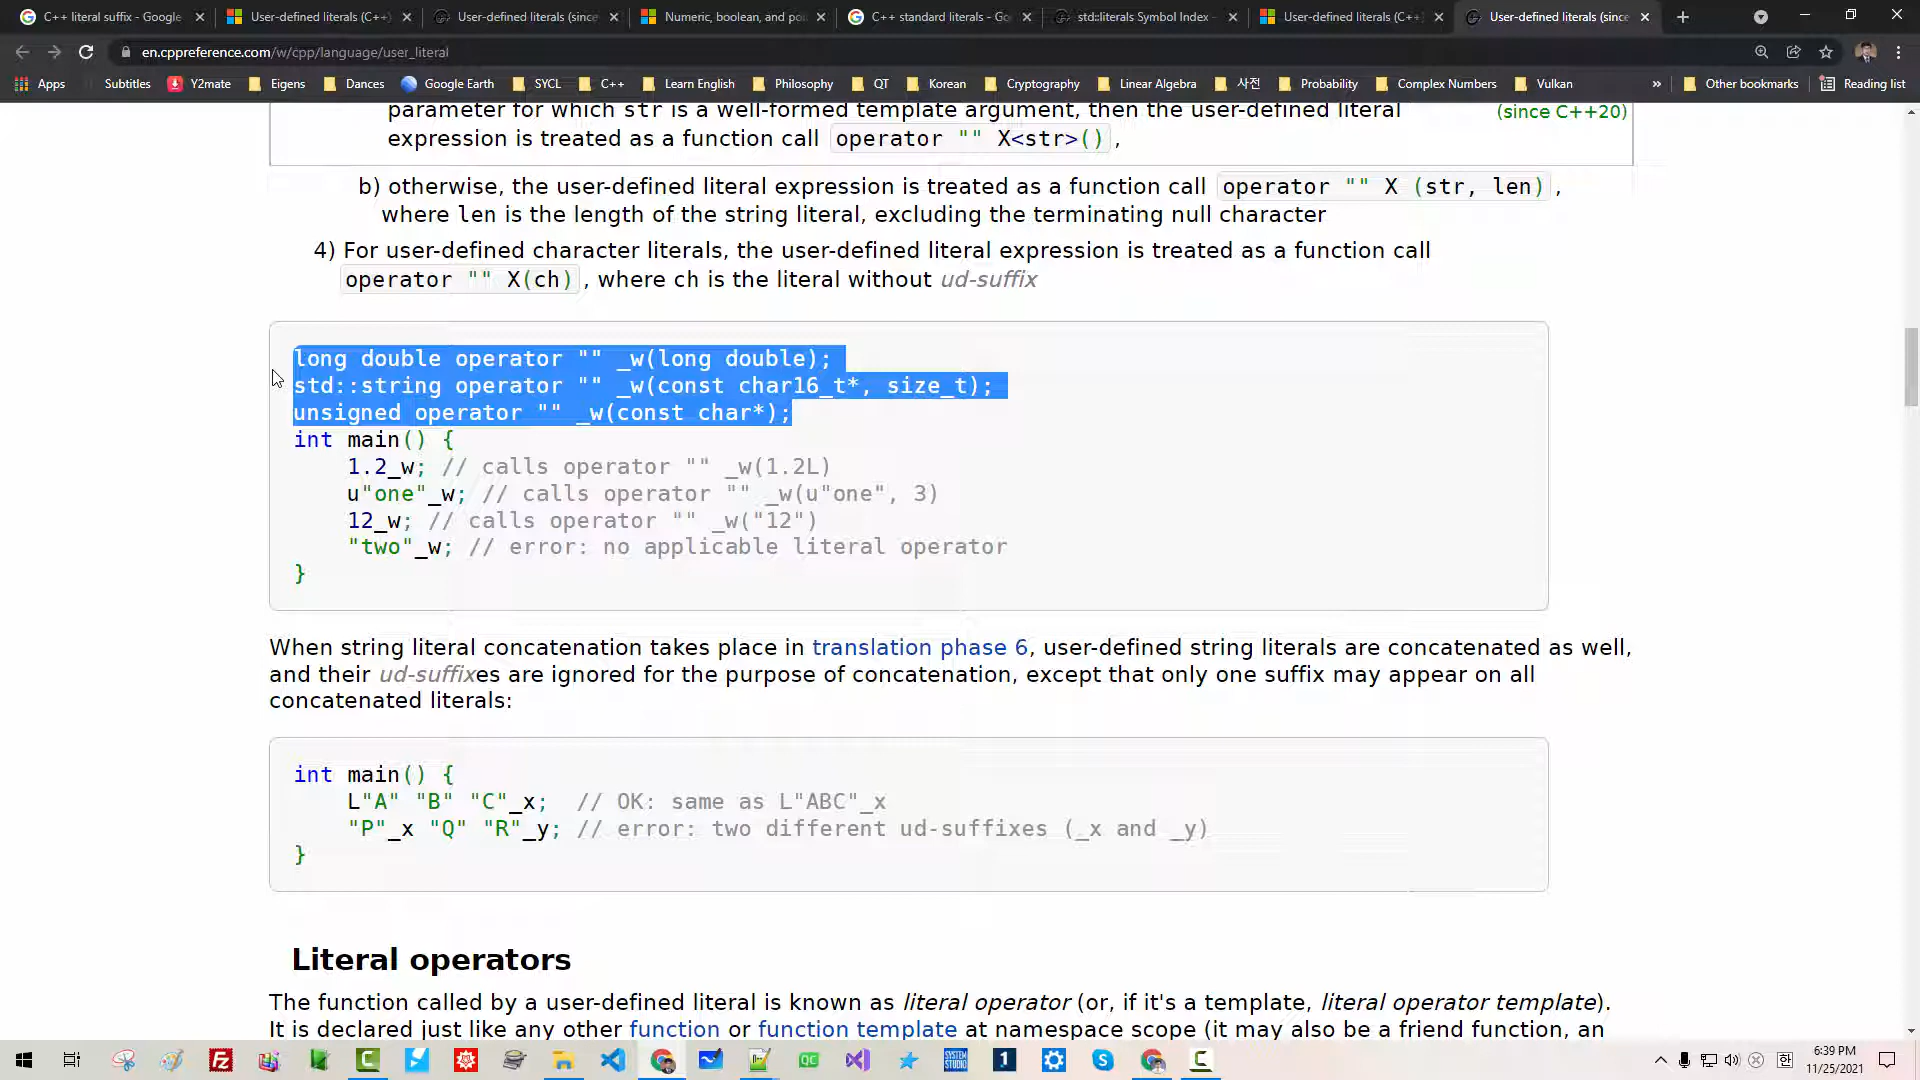 C++ literal suffix - Google
User-defined literals (C++)
User-defined literals (since
Numeric, boolean, and po
C++ standard literals - Go
std::literals Symbol Index -
User-defined literals (C++
User-defined literals (since
en.cppreference.com/w/cpp/language/user_literal
Apps
Subtitles
Y2mate
Eigens
Dances
Google Earth
SYCL
C++
Learn English
Philosophy
QT
Korean
Cryptography
Linear Algebra
사전
Probability
Complex Numbers
Vulkan
»
Other bookmarks
Reading list
parameter for which str is a well-formed template argument, then the user-defined literal
(since C++20)
expression is treated as a function call operator "" X<str>(),
b) otherwise, the user-defined literal expression is treated as a function call operator "" X (str, len),
where len is the length of the string literal, excluding the terminating null character
4) For user-defined character literals, the user-defined literal expression is treated as a function call
operator "" X(ch), where ch is the literal without ud-suffix
long double operator "" _w(long double);
std::string operator "" _w(const char16_t*, size_t);
unsigned operator "" _w(const char*);
int main() {
1.2_w; // calls operator "" _w(1.2L)
u"one"_w; // calls operator "" _w(u"one", 3)
12_w; // calls operator "" _w("12")
"two"_w; // error: no applicable literal operator
}
When string literal concatenation takes place in translation phase 6, user-defined string literals are concatenated as well,
and their ud-suffixes are ignored for the purpose of concatenation, except that only one suffix may appear on all
concatenated literals:
int main() {
L"A" "B" "C"_x; // OK: same as L"ABC"_x
"P"_x "Q" "R"_y; // error: two different ud-suffixes (_x and _y)
}
Literal operators
The function called by a user-defined literal is known as literal operator (or, if it's a template, literal operator template).
It is declared just like any other function or function template at namespace scope (it may also be a friend function, an
6:39 PM
11/25/2021